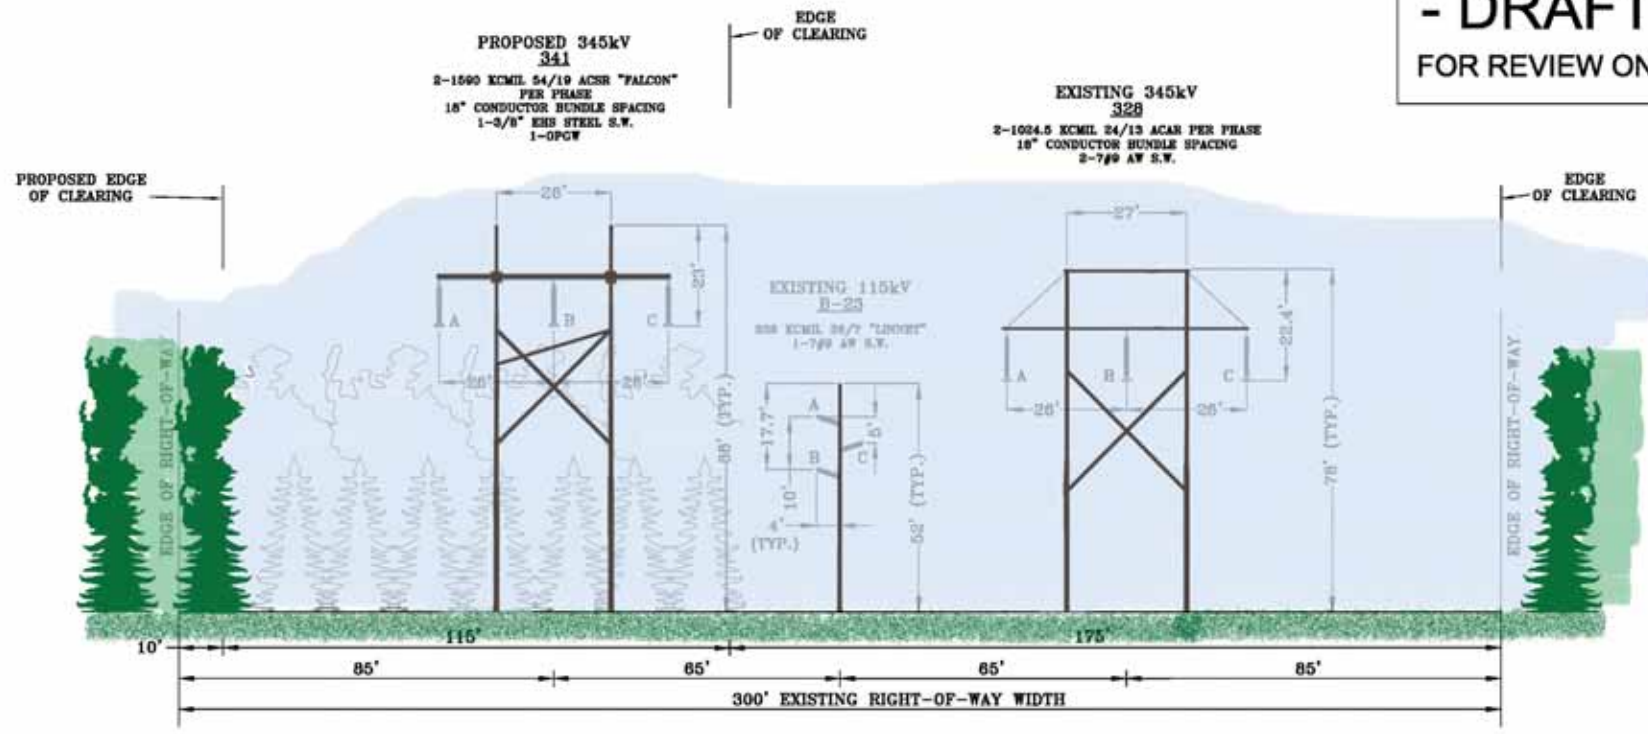 - DRAFT
FOR REVIEW ON
EDGE
OF CLEARING
PROPOSED 345kV
341
2-1590 KCMIL 54/19 ACSR "FALCON"
PER PHASE
18" CONDUCTOR BUNDLE SPACING
1-3/8" EHS STEEL S.W.
1-OPGW
EXISTING 345kV
328
2-1024.5 KCMIL 24/13 ACAR PER PHASE
18" CONDUCTOR BUNDLE SPACING
2-7#9 AW S.W.
PROPOSED EDGE
OF CLEARING
EDGE
OF CLEARING
26'
27'
23'
EXISTING 115kV
B-23
KCMIL 26/7 "LINNET"
1-7#9 AW S.W.
A
B
C
26'
26'
(TYP.)
22.4'
A
B
C
26'
26'
78' (TYP.)
17.7'
A
5'
B
C
10'
4'
(TYP.)
52' (TYP.)
EDGE OF RIGHT-OF-WAY
EDGE OF RIGHT-OF-WAY
10'
115'
175'
85'
65'
65'
85'
300' EXISTING RIGHT-OF-WAY WIDTH